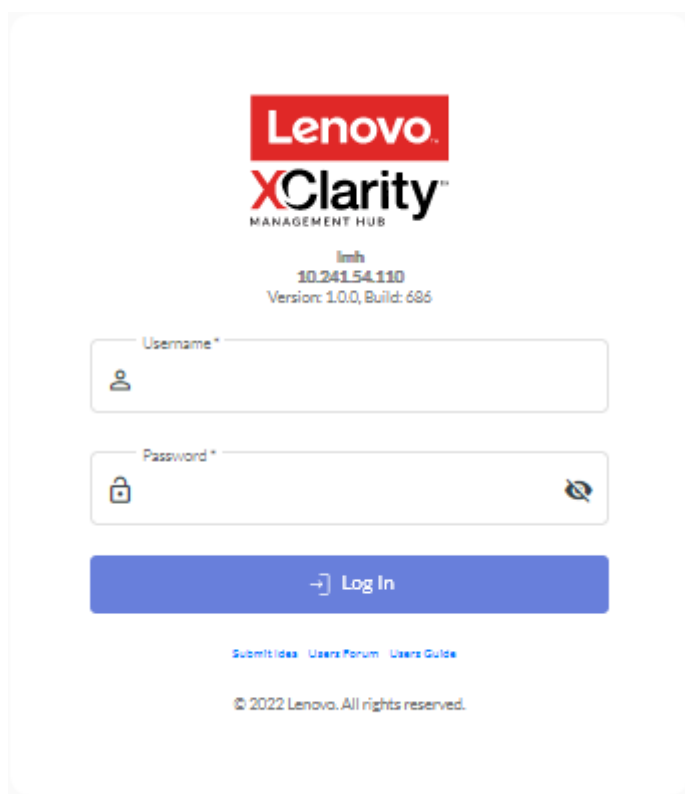 Lenovo.
XClarity™
MANAGEMENT HUB
lmh
10.241.54.110
Version: 1.0.0, Build: 686
Username *
Password *
Log In
Submit Idea Users Forum Users Guide
© 2022 Lenovo. All rights reserved.